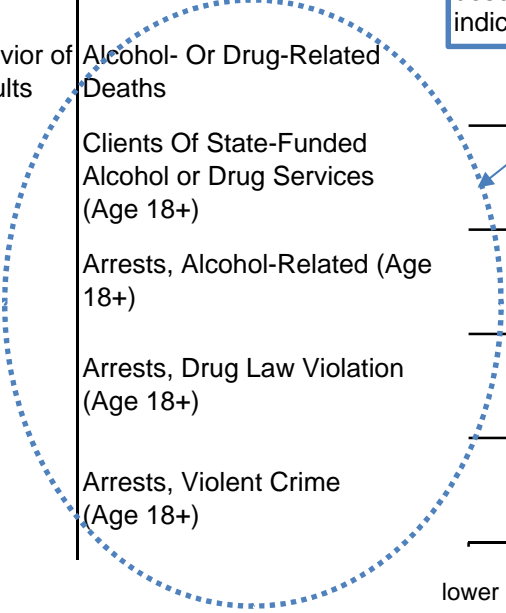 indic
vior of Alcohol- Or Drug-Related
ults Deaths
Clients Of State-Funded
Alcohol or Drug Services
(Age 18+)
Arrests, Alcohol-Related (Age
18+)
Arrests, Drug Law Violation
(Age 18+)
Arrests, Violent Crime
(Age 18+)
lower